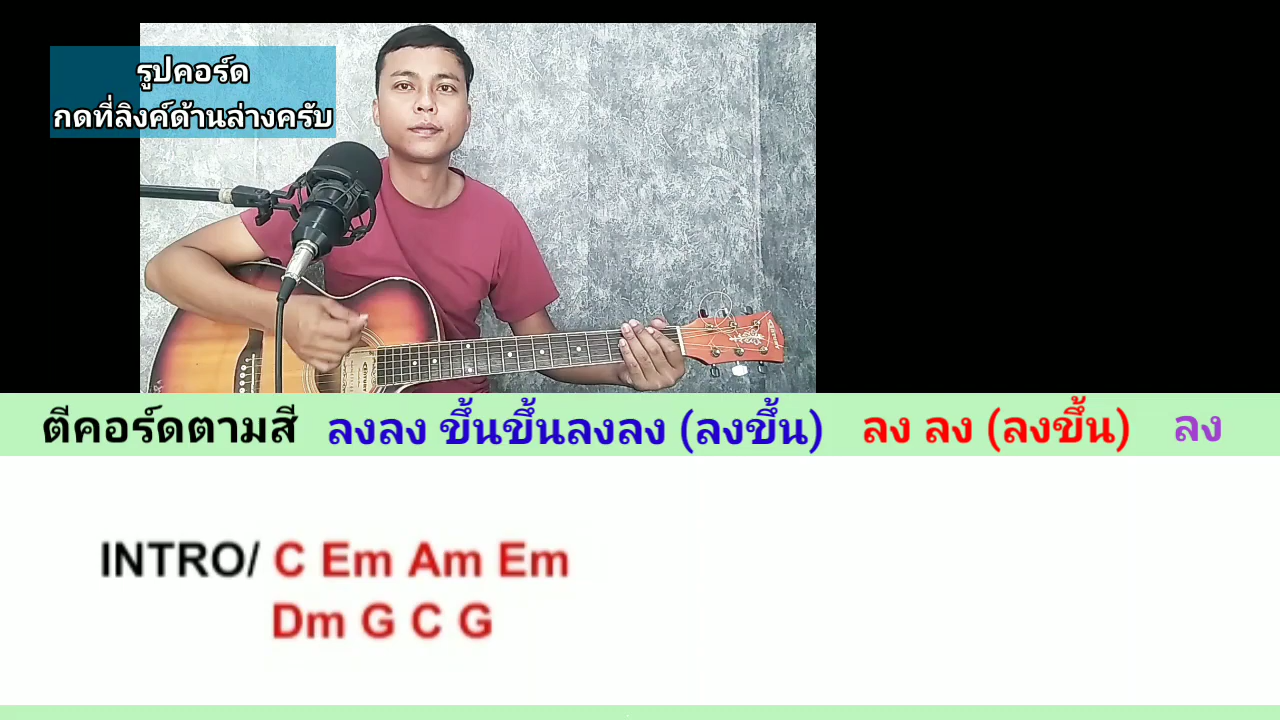 รูปคอร์ด
กดที่ลิงค์ด้านล่างครับ
ตีคอร์ดตามสี ลงลง ขึ้นขึ้นลงลง (ลงขึ้น) ลง ลง (ลงขึ้น) ลง
INTRO/ C Em Am Em
Dm G C G